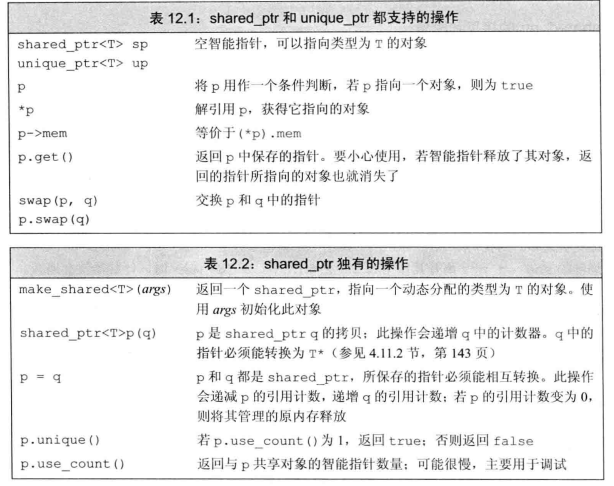 表 12.1：shared_ptr 和 unique_ptr 都支持的操作
shared_ptr<T> sp 空智能指针，可以指向类型为 T 的对象
unique_ptr<T> up
p 将 p 用作一个条件判断，若 p 指向一个对象，则为 true
*p 解引用 p，获得它指向的对象
p->mem 等价于(*p).mem
p.get() 返回 p 中保存的指针。要小心使用，若智能指针释放了其对象，返
回的指针所指向的对象也就消失了
swap(p, q) 交换 p 和 q 中的指针
p.swap(q)
表 12.2：shared_ptr 独有的操作
make_shared<T>(args) 返回一个 shared_ptr，指向一个动态分配的类型为 T 的对象。使
用 args 初始化此对象
shared_ptr<T>p(q) p 是 shared_ptr q 的拷贝；此操作会递增 q 中的计数器。q 中的
指针必须能转换为 T*（参见 4.11.2 节，第 143 页）
p = q p 和 q 都是 shared_ptr，所保存的指针必须能相互转换。此操作
会递减 p 的引用计数，递增 q 的引用计数；若 p 的引用计数变为 0，
则将其管理的原内存释放
p.unique() 若 p.use_count()为 1，返回 true；否则返回 false
p.use_count() 返回与 p 共享对象的智能指针数量；可能很慢，主要用于调试